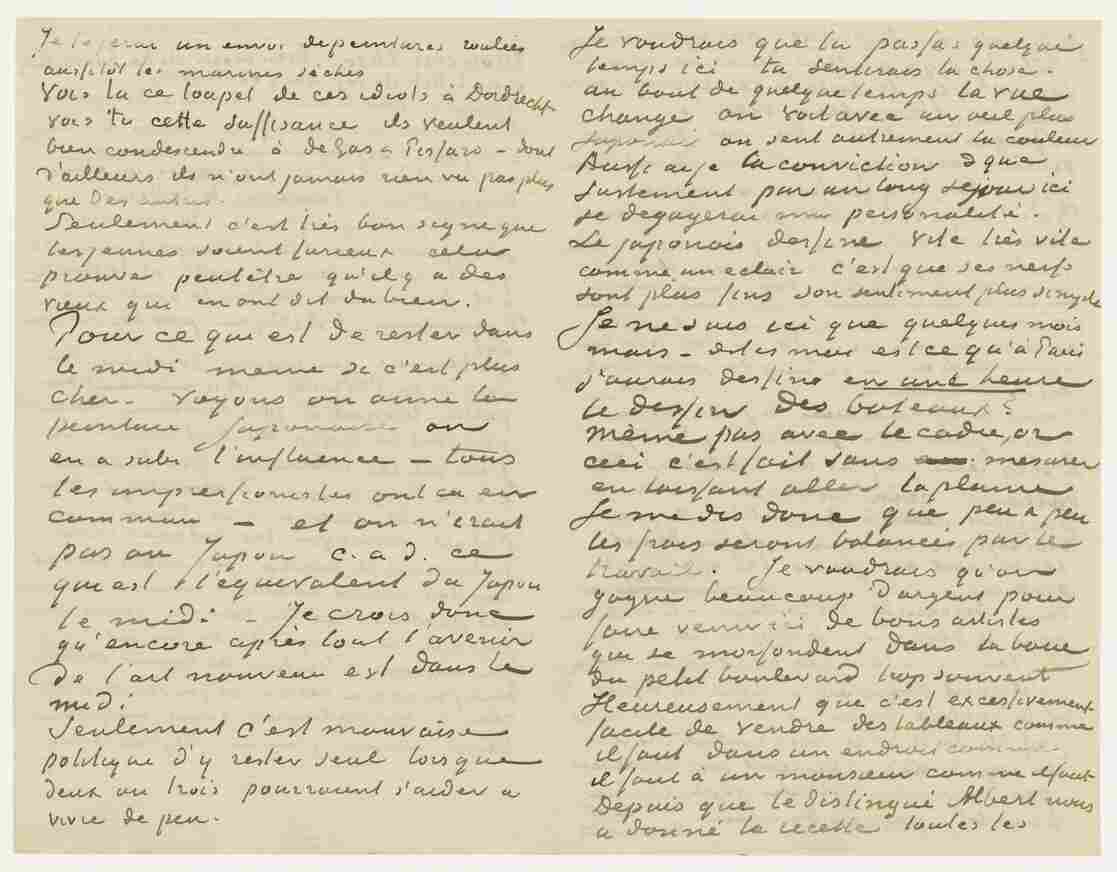 Je te ferai un envoi de peintures roulées
aussitot les marines sèches
Vois tu ce toupet de ces idiots à Dordrecht
vois tu cette suffisance ils veulent
bien condescendre à deGas & Pissaro – dont
d'ailleurs ils n'ont jamais rien vu pas plus
que des autres.
Seulement c'est très bon signe que
les jeunes soient furieux cela
prouve peutêtre qu'il y a des
vieux qui en ont dit du bien.
Pour ce qui est de rester dans
le midi meme si c'est plus
cher – Voyons on aime la
peinture Japonaise on
en a subi l'influence – tous
les impressionistes ont ca en
commun – et on n'irait
pas au Japon c. a d. ce
qui est l'équivalent du Japon
le midi – Je crois donc
qu'encore après tout l'avenir
de l'art nouveau est dans le
midi
Seulement c'est mauvaise
politique d'y rester seul lorsque
deux ou trois pourraient s'aider a
vivre de peu.
Je voudrais que tu passas quelque
temps ici tu sentirais la chose.
au bout de quelque temps la vue
change on voit avec un oeil plus
japonais on sent autrement la couleur
Aussi ai je la conviction que
Justement par un long sejour ici
se degagerai ma personalité.
Le japonais dessine vite très vite
comme un eclair c'est que ses nerfs
sont plus fins son sentiment plus simple
Je ne suis ici que quelques mois
mais – dites moi est ce qu'à Paris
j'aurais dessiné en une heure
le dessin des bateaux?
même pas avec le cadre, or
ceci c'est fait sans mesurer
en laissant aller la plume
Je me dis donc que peu a peu
les frais seront balancés par le
travail. Je voudrais qu'on
gagne beaucoup d'argent pour
faire venir ici de bons artistes
qui se morfondent dans la boue
du petit boulevard trop souvent
Heureusement que c'est excessivement
facile de vendre des tableaux comme
il faut dans un endroit comme
il faut à un monsieur comme il faut
Depuis que le distingué Albert nous
a donné la recette toutes les